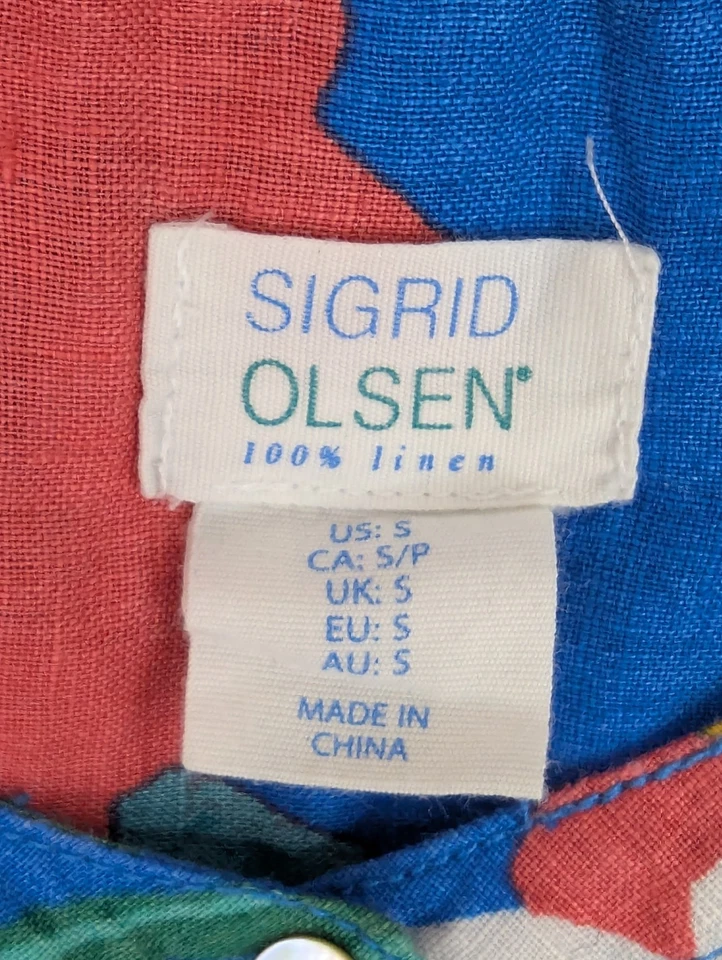 SIGRID
OLSEN®
100% linen
US: S
CA: S/P
UK: S
EU: S
AU: S
MADE IN
CHINA